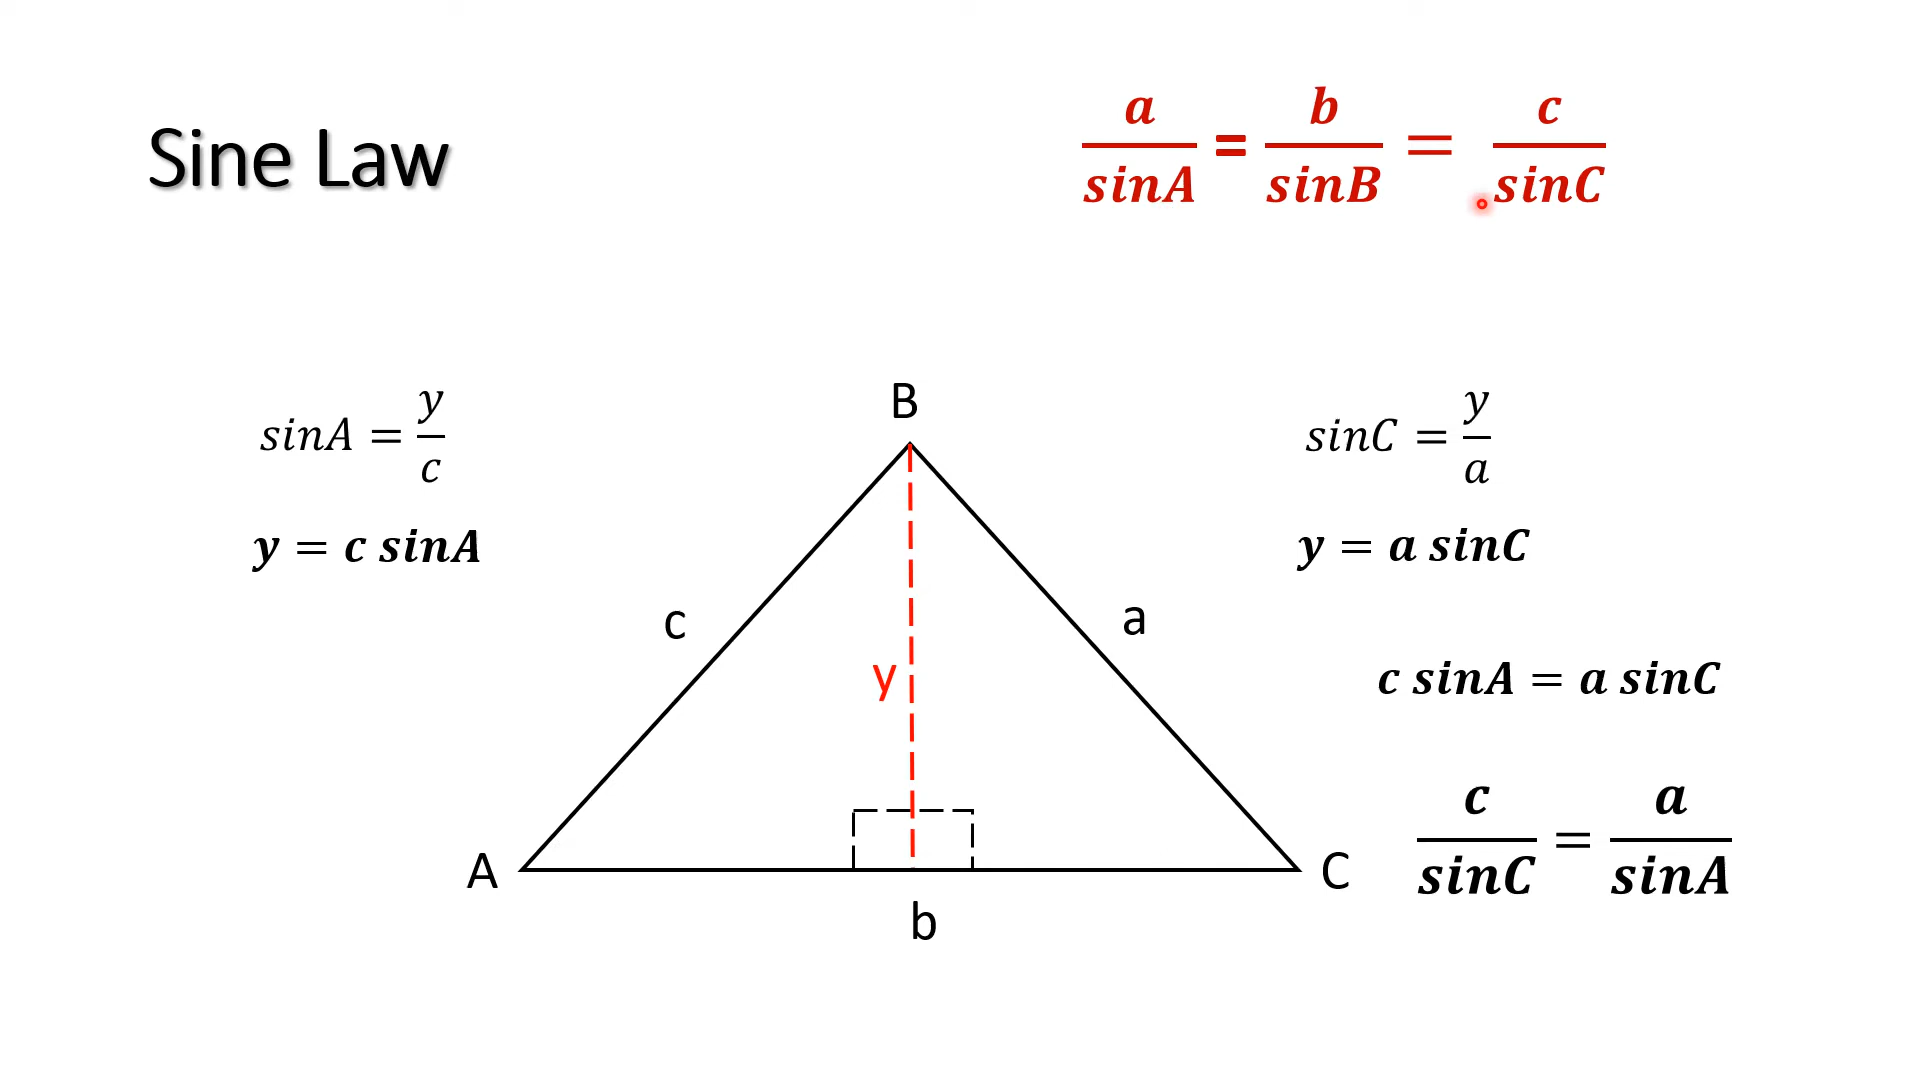 Sine Law
a/sinA = b/sinB = c/sinC
sinA = y/c
y = c sinA
sinC = y/a
y = a sinC
c sinA = a sinC
c/sinC = a/sinA
B
c
a
y
A
C
b